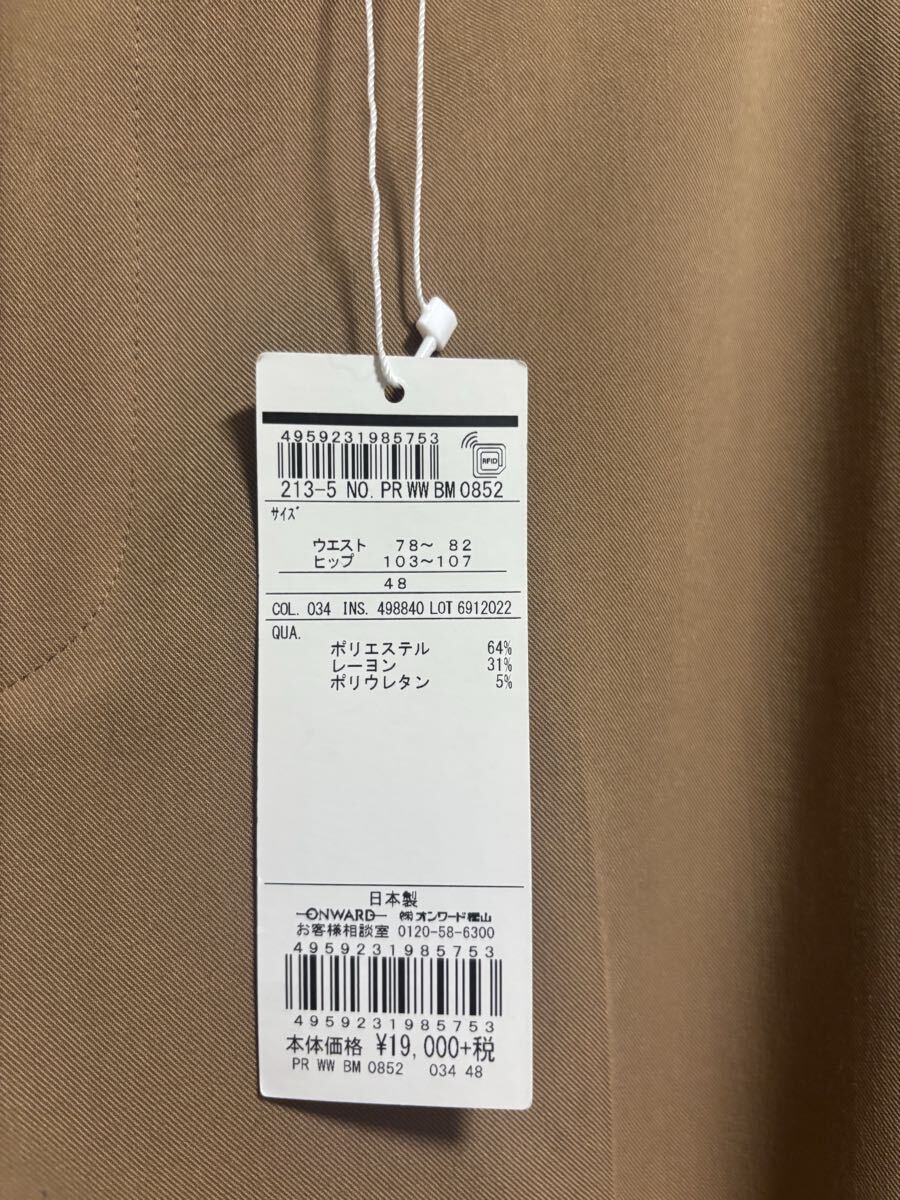 4959231985753
RFID
213-5 NO. PR WW BM 0852
サイズ
ウエスト 78～ 82
ヒップ 103～107
48
COL. 034 INS. 498840 LOT 6912022
QUA.
ポリエステル 64%
レーヨン 31%
ポリウレタン 5%
日本製
ONWARD ㈱オンワード樫山
お客様相談室 0120-58-6300
4959231985753
4959231985753
本体価格 ¥19,000+税
PR WW BM 0852 034 48